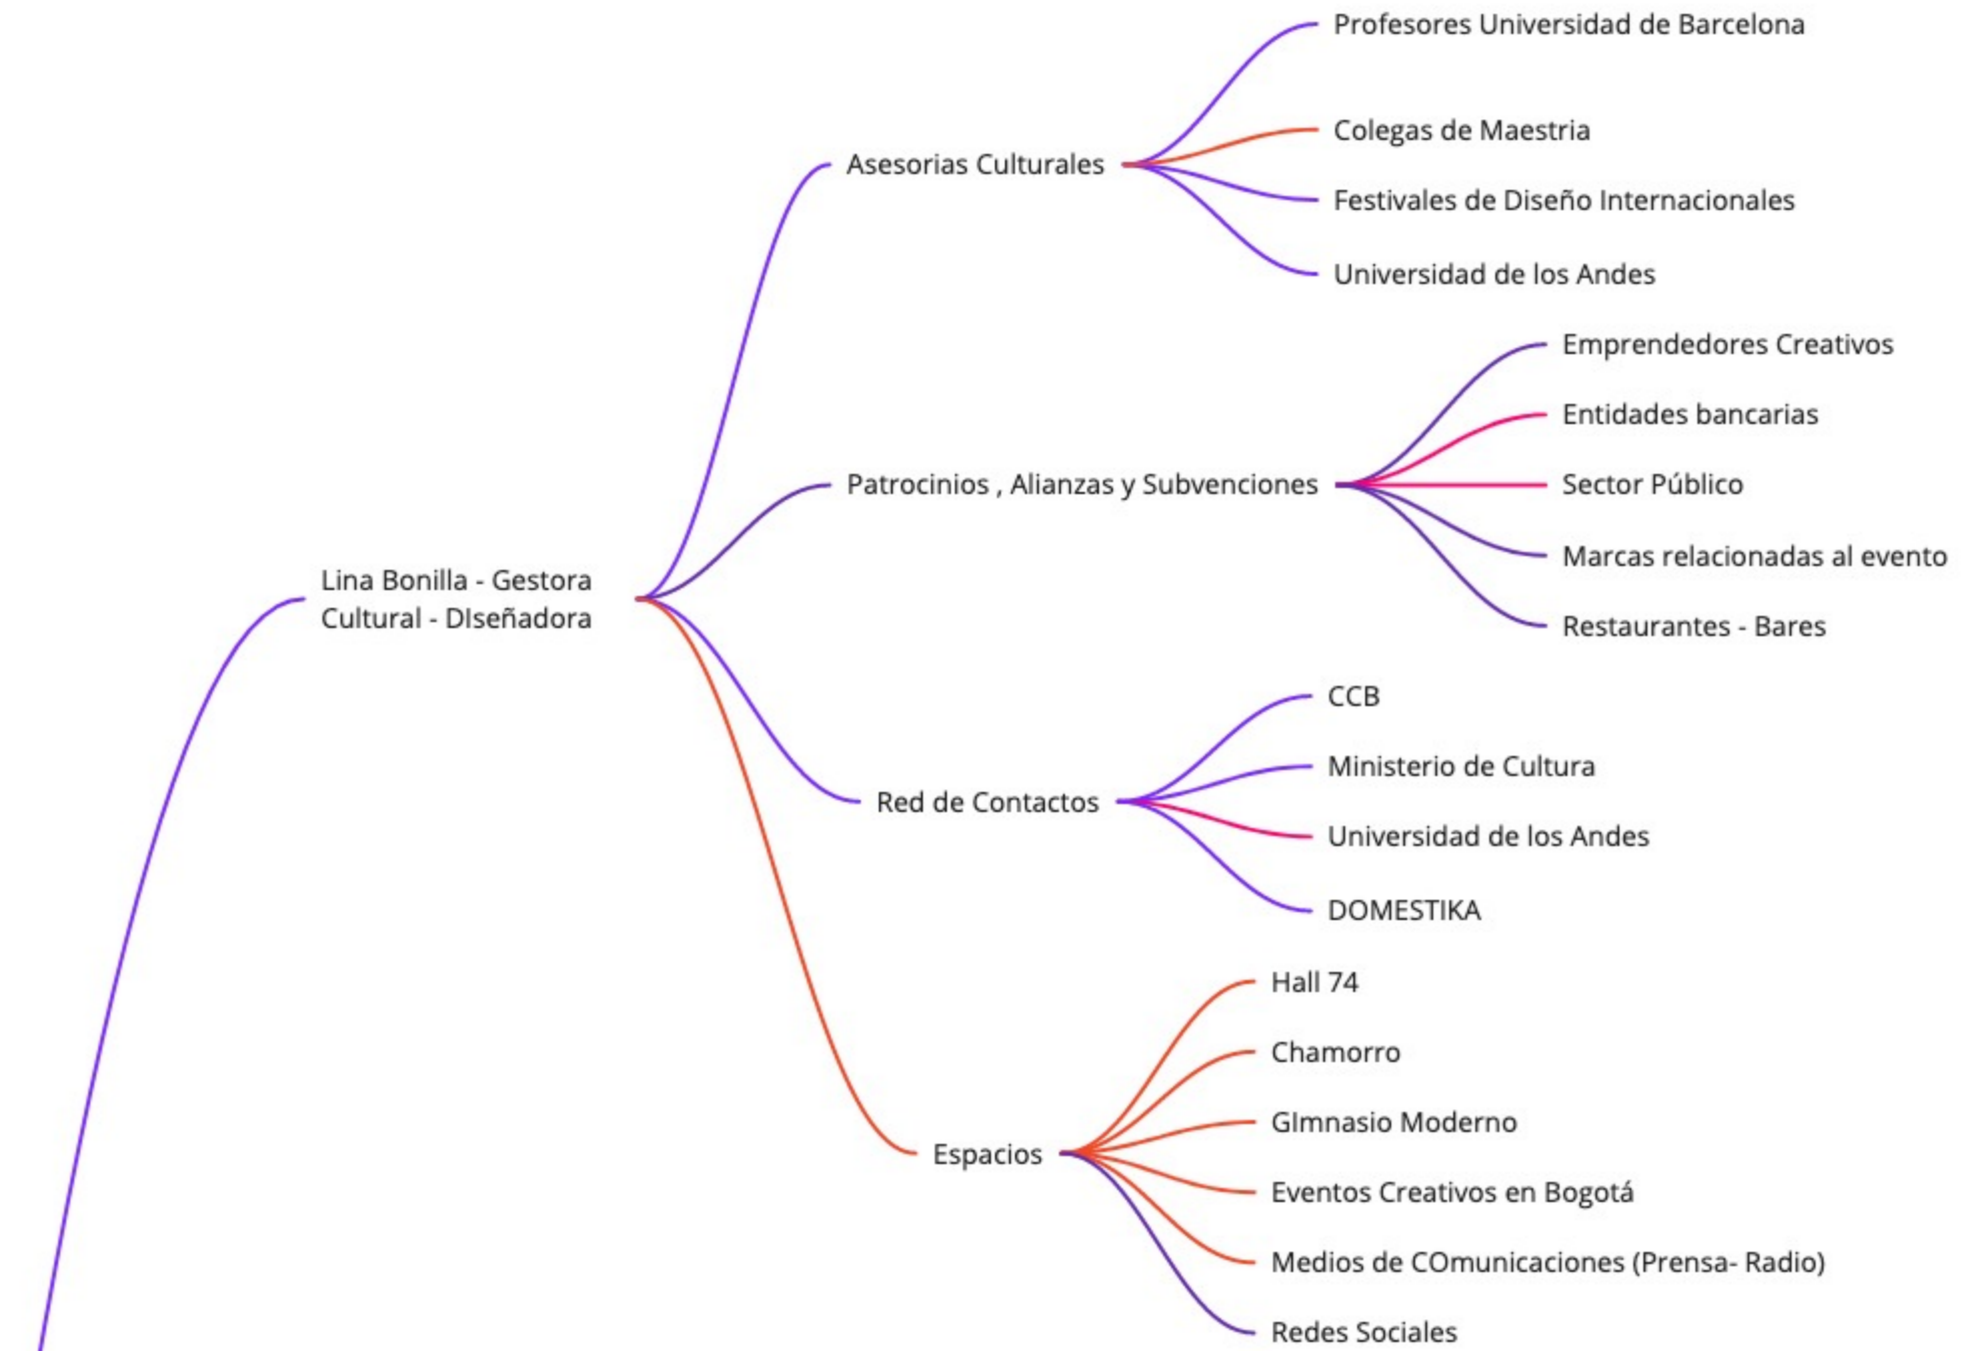 Profesores Universidad de Barcelona
Colegas de Maestria
Asesorias Culturales
Festivales de Diseño Internacionales
Universidad de los Andes
Emprendedores Creativos
Entidades bancarias
Patrocinios , Alianzas y Subvenciones
Sector Público
Marcas relacionadas al evento
Lina Bonilla - Gestora
Cultural - DIseñadora
Restaurantes - Bares
CCB
Ministerio de Cultura
Red de Contactos
Universidad de los Andes
DOMESTIKA
Hall 74
Chamorro
GImnasio Moderno
Espacios
Eventos Creativos en Bogotá
Medios de COmunicaciones (Prensa- Radio)
Redes Sociales